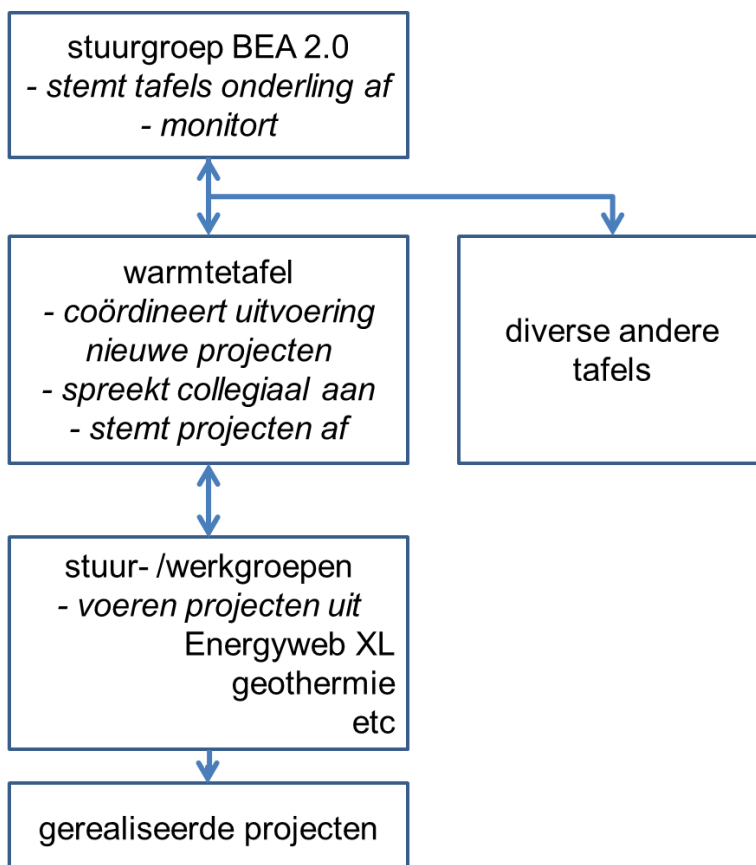 stuurgroep BEA 2.0
- stemt tafels onderling af
- monitort
warmtetafel
- coördineert uitvoering
nieuwe projecten
- spreekt collegiaal aan
- stemt projecten af
diverse andere
tafels
stuur- /werkgroepen
- voeren projecten uit
Energyweb XL
geothermie
etc
gerealiseerde projecten